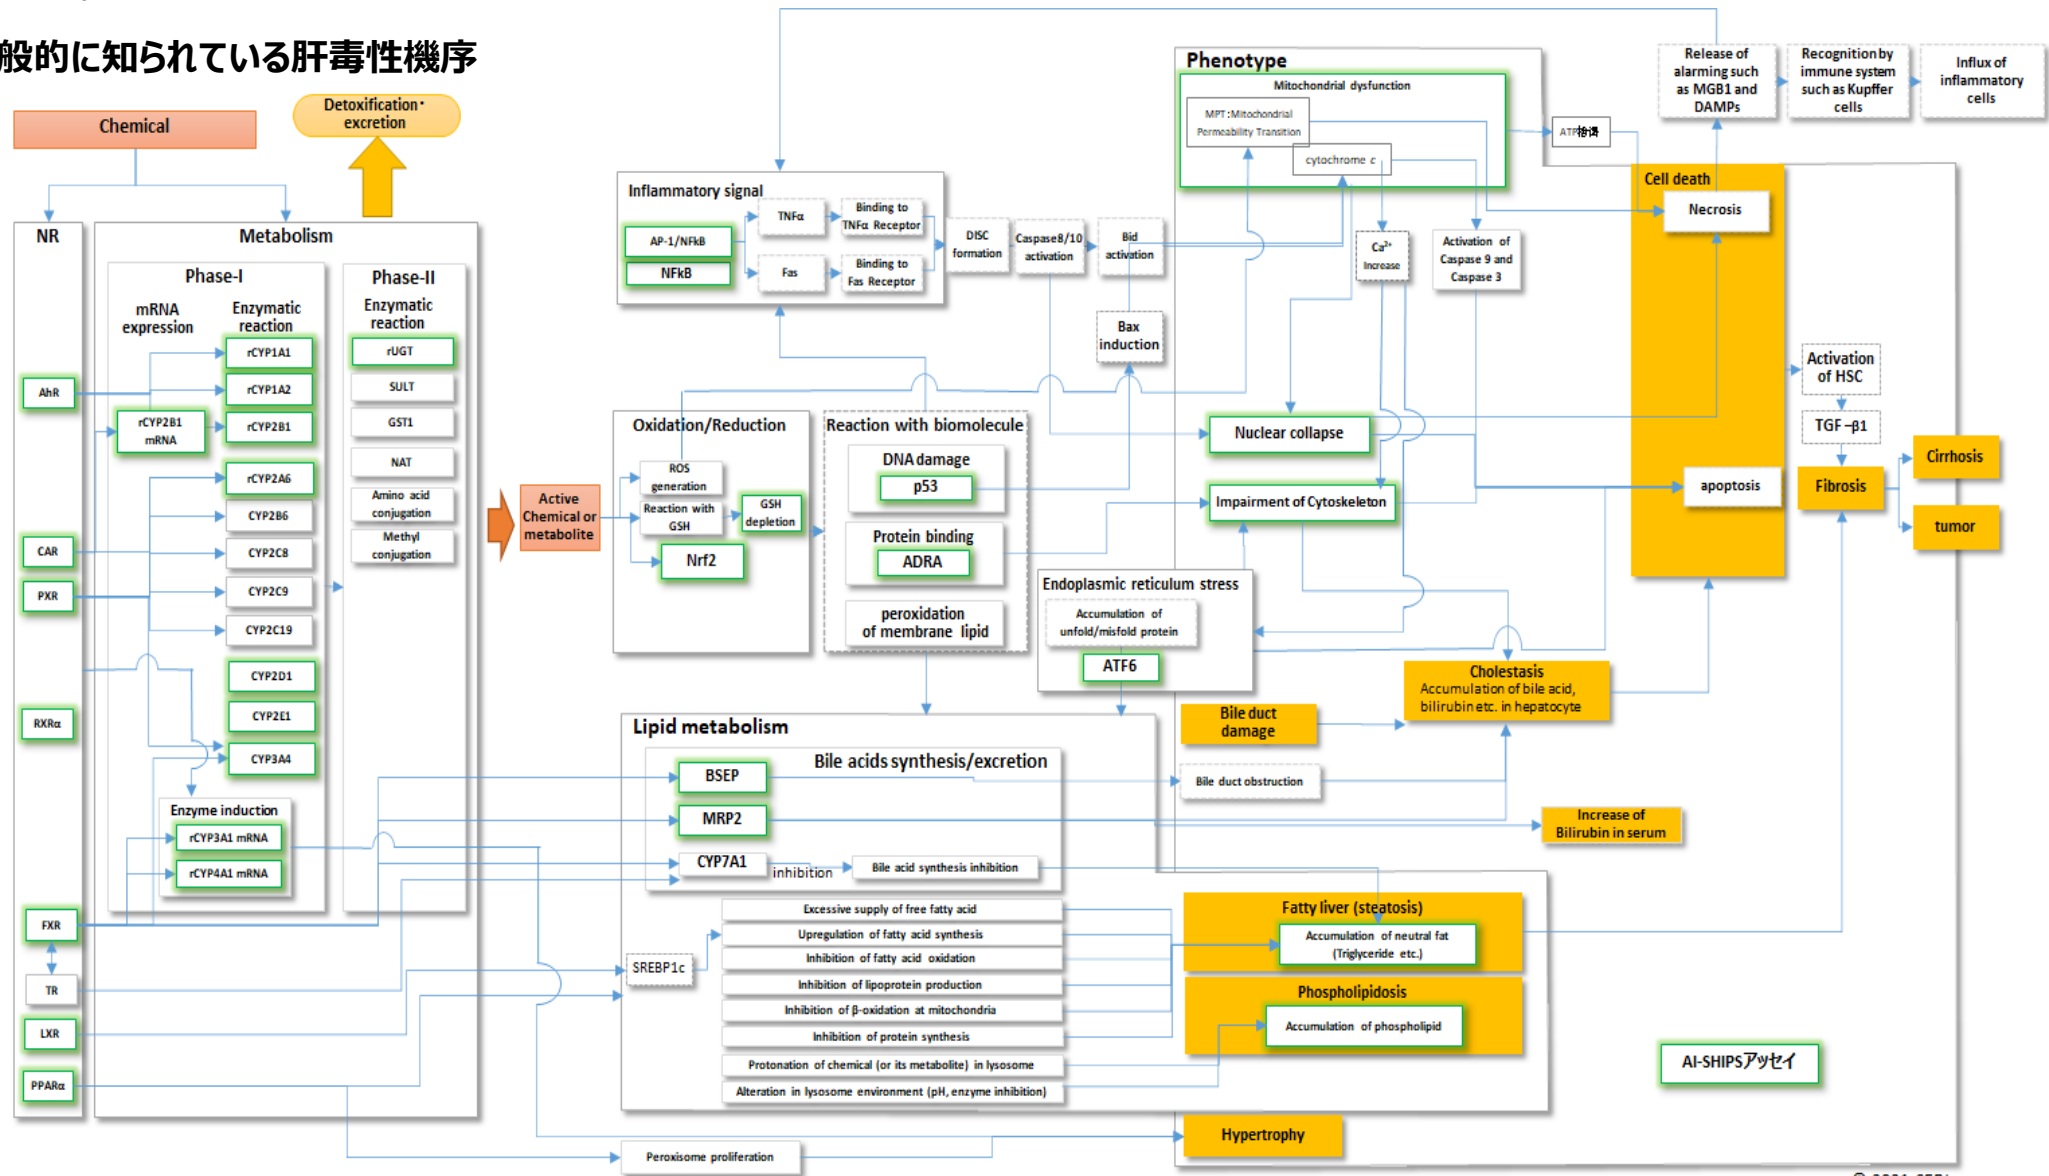 般的に知られている肝毒性機序
Chemical
Detoxification・
excretion
NR
Metabolism
Phase-I
mRNA
expression
Enzymatic
reaction
Phase-II
Enzymatic
reaction
rCYP1A1
rCYP1A2
rCYP2B1
mRNA
rCYP2B1
rCYP2A6
CYP2B6
CYP2C8
CYP2C9
CYP2C19
CYP2D1
CYP2E1
CYP3A4
Enzyme induction
rCYP3A1 mRNA
rCYP4A1 mRNA
rUGT
SULT
GST1
NAT
Amino acid
conjugation
Methyl
conjugation
AhR
CAR
PXR
RXRα
FXR
TR
LXR
PPARα
Active
Chemical or
metabolite
Inflammatory signal
AP-1/NFkB
NFkB
TNFα
Fas
Binding to
TNFα Receptor
Binding to
Fas Receptor
DISC
formation
Caspase8/10
activation
Bid
activation
Bax
induction
Oxidation/Reduction
ROS
generation
Reaction with
GSH
GSH
depletion
Nrf2
Reaction with biomolecule
DNA damage
p53
Protein binding
ADRA
peroxidation
of membrane lipid
Endoplasmic reticulum stress
Accumulation of
unfold/misfold protein
ATF6
Phenotype
Mitochondrial dysfunction
MPT:Mitochondrial
Permeability Transition
cytochrome c
ATP
Ca²⁺
Increase
Activation of
Caspase 9 and
Caspase 3
Nuclear collapse
Impairment of Cytoskeleton
Cell death
Necrosis
apoptosis
Release of
alarming such
as MGB1 and
DAMPs
Recognition by
immune system
such as Kupffer
cells
Influx of
inflammatory
cells
Activation
of HSC
TGF-β1
Fibrosis
Cirrhosis
tumor
Cholestasis
Accumulation of bile acid,
bilirubin etc. in hepatocyte
Bile duct
damage
Bile duct obstruction
Increase of
Bilirubin in serum
Lipid metabolism
Bile acids synthesis/excretion
BSEP
MRP2
CYP7A1
inhibition
Bile acid synthesis inhibition
SREBP1c
Excessive supply of free fatty acid
Upregulation of fatty acid synthesis
Inhibition of fatty acid oxidation
Inhibition of lipoprotein production
Inhibition of β-oxidation at mitochondria
Inhibition of protein synthesis
Protonation of chemical (or its metabolite) in lysosome
Alteration in lysosome environment (pH, enzyme inhibition)
Fatty liver (steatosis)
Accumulation of neutral fat
(Triglyceride etc.)
Phospholipidosis
Accumulation of phospholipid
Hypertrophy
Peroxisome proliferation
AI-SHIPSアッセイ